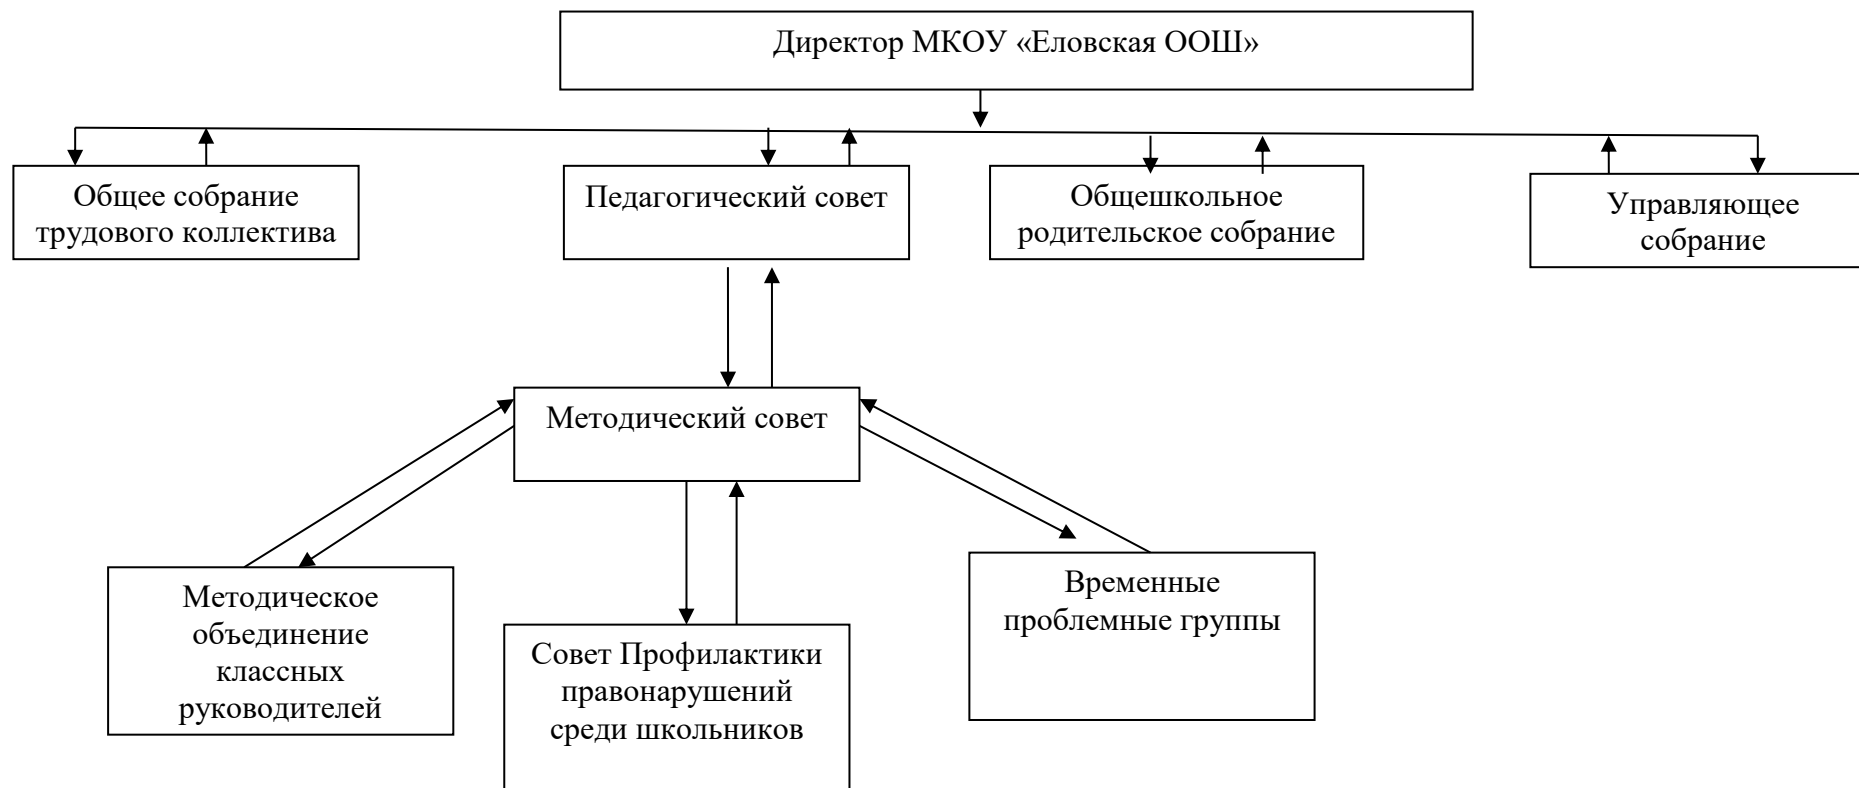 Директор МКОУ «Еловская ООШ»
Общее собрание
трудового коллектива
Педагогический совет
Общешкольное
родительское собрание
Управляющее
собрание
Методический совет
Методическое
объединение
классных
руководителей
Совет Профилактики
правонарушений
среди школьников
Временные
проблемные группы